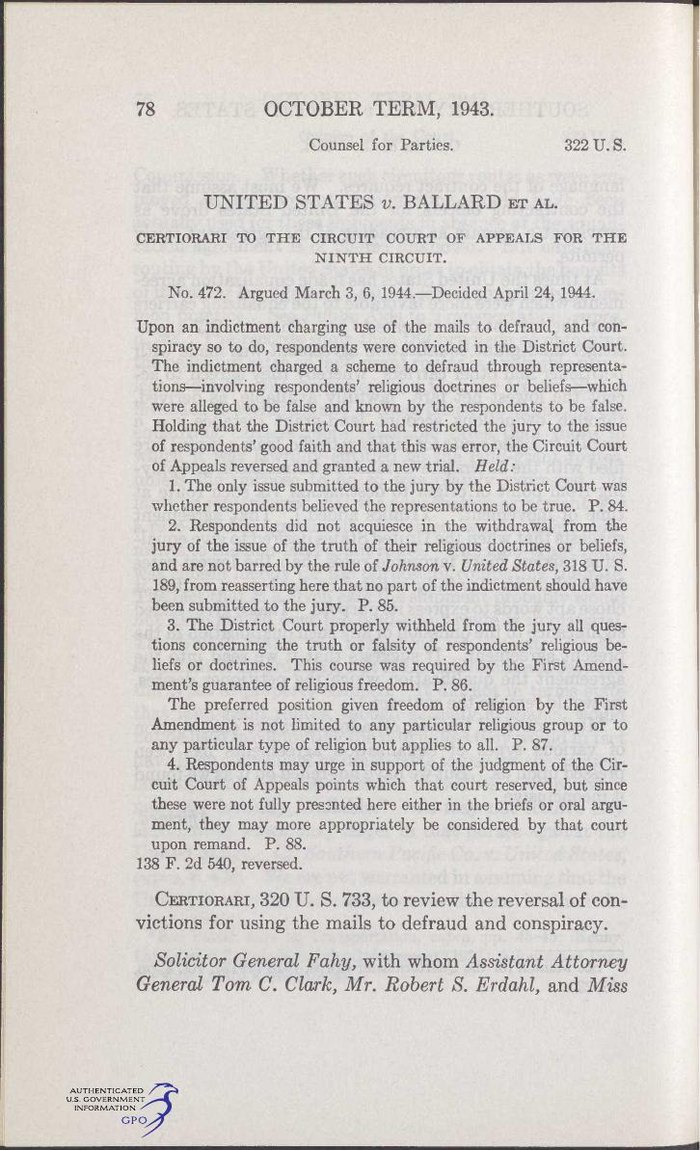 78 OCTOBER TERM, 1943.
Counsel for Parties. 322 U. S.
UNITED STATES v. BALLARD ET AL.
CERTIORARI TO THE CIRCUIT COURT OF APPEALS FOR THE
NINTH CIRCUIT.
No. 472. Argued March 3, 6, 1944.—Decided April 24, 1944.
Upon an indictment charging use of the mails to defraud, and con-
spiracy so to do, respondents were convicted in the District Court.
The indictment charged a scheme to defraud through representa-
tions—involving respondents' religious doctrines or beliefs—which
were alleged to be false and known by the respondents to be false.
Holding that the District Court had restricted the jury to the issue
of respondents' good faith and that this was error, the Circuit Court
of Appeals reversed and granted a new trial. Held:
1. The only issue submitted to the jury by the District Court was
whether respondents believed the representations to be true. P. 84.
2. Respondents did not acquiesce in the withdrawal from the
jury of the issue of the truth of their religious doctrines or beliefs,
and are not barred by the rule of Johnson v. United States, 318 U. S.
189, from reasserting here that no part of the indictment should have
been submitted to the jury. P. 85.
3. The District Court properly withheld from the jury all ques-
tions concerning the truth or falsity of respondents' religious be-
liefs or doctrines. This course was required by the First Amend-
ment's guarantee of religious freedom. P. 86.
The preferred position given freedom of religion by the First
Amendment is not limited to any particular religious group or to
any particular type of religion but applies to all. P. 87.
4. Respondents may urge in support of the judgment of the Cir-
cuit Court of Appeals points which that court reserved, but since
these were not fully presented here either in the briefs or oral argu-
ment, they may more appropriately be considered by that court
upon remand. P. 88.
138 F. 2d 540, reversed.
CERTIORARI, 320 U. S. 733, to review the reversal of con-
victions for using the mails to defraud and conspiracy.
Solicitor General Fahy, with whom Assistant Attorney
General Tom C. Clark, Mr. Robert S. Erdahl, and Miss
AUTHENTICATED
U.S. GOVERNMENT
INFORMATION
GPO